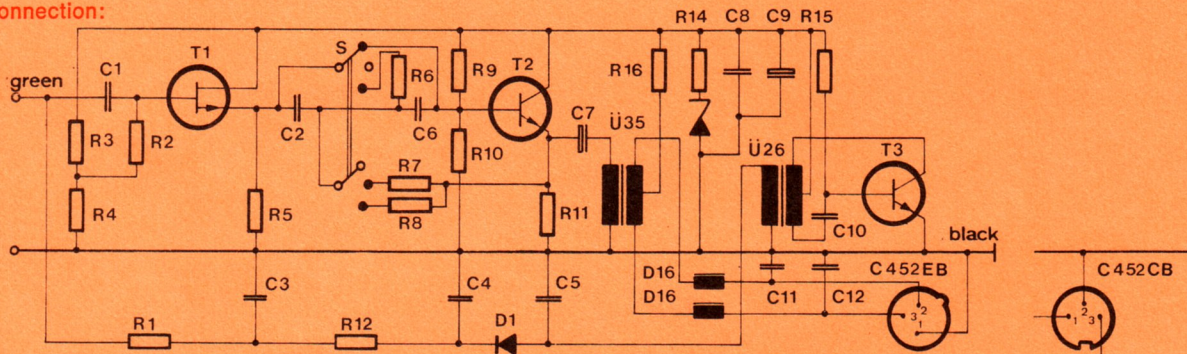 onnection:
green
C1
T1
S
R6
R9
T2
R14
C8
C9
R15
R16
C7
Ü35
R3
R2
C2
C6
R10
Ü26
T3
R7
R4
R5
R8
R11
C10
black
C3
C4
C5
D16
D16
C11
C12
C452EB
3 2 1
C452CB
1 2 3
R1
R12
D1